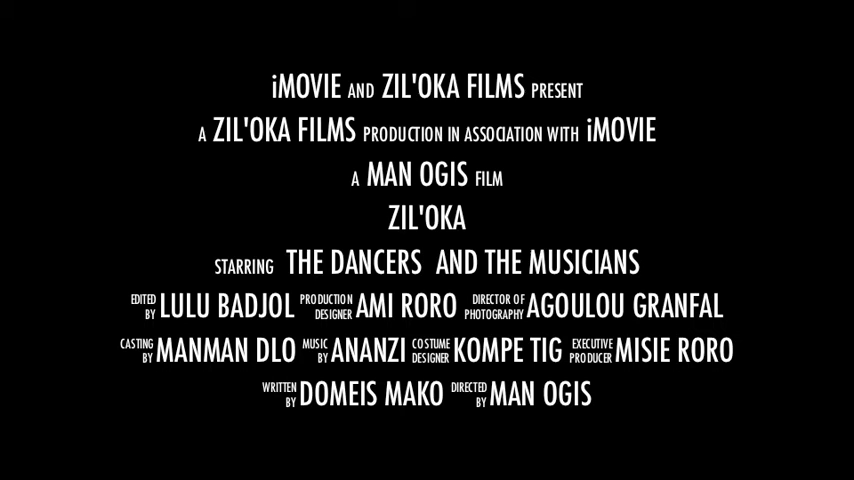 iMOVIE AND ZIL'OKA FILMS PRESENT
A ZIL'OKA FILMS PRODUCTION IN ASSOCIATION WITH iMOVIE
A MAN OGIS FILM
ZIL'OKA
STARRING THE DANCERS AND THE MUSICIANS
EDITED BY LULU BADJOL PRODUCTION DESIGNER AMI RORO DIRECTOR OF PHOTOGRAPHY AGOULOU GRANFAL
CASTING BY MANMAN DLO MUSIC BY ANANZI COSTUME DESIGNER KOMPE TIG EXECUTIVE PRODUCER MISIE RORO
WRITTEN BY DOMEIS MAKO DIRECTED BY MAN OGIS